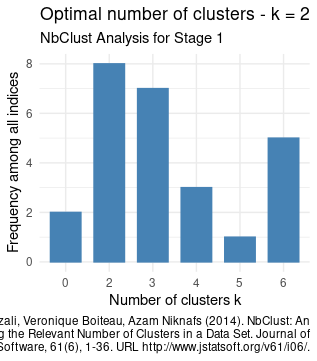 Optimal number of clusters - k = 2
NbClust Analysis for Stage 1
Frequency among all indices
8
6
4
2
0
0 2 3 4 5 6
Number of clusters k
Veronique Boiteau, Azam Niknafs (2014). NbClust: An
the Relevant Number of Clusters in a Data Set. Journal of
Software, 61(6), 1-36. URL http://www.jstatsoft.org/v61/i06/.